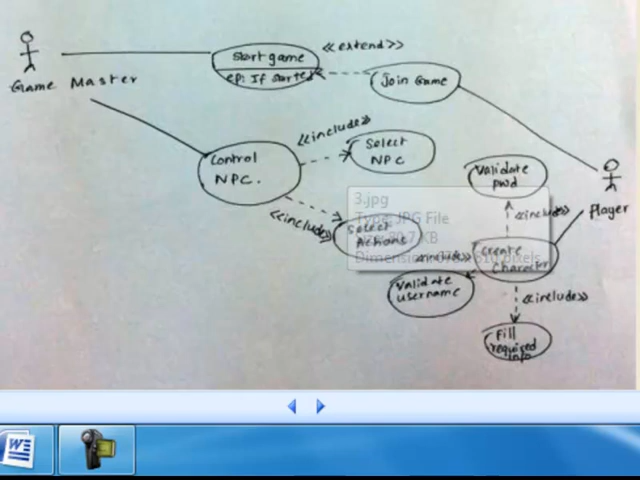 Start game
<<extend>>
ep: If started
Join Game
Game Master
<<include>>
Select
NPC
Control
NPC.
Validate
pwd
Player
3.jpg
Type: JPG File
<<include>>
<<include>>
Select
Actions
<<include>>
Create
Character
Validate
username
<<include>>
Fill
required
info
W